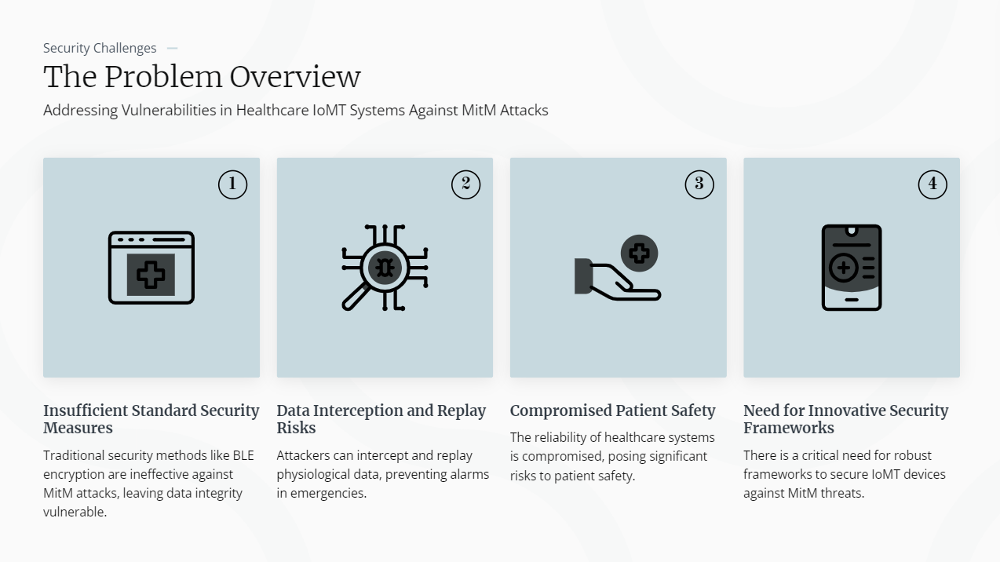 Security Challenges
The Problem Overview
Addressing Vulnerabilities in Healthcare IoMT Systems Against MitM Attacks
1
2
3
4
Insufficient Standard Security
Measures
Traditional security methods like BLE
encryption are ineffective against
MitM attacks, leaving data integrity
vulnerable.
Data Interception and Replay
Risks
Attackers can intercept and replay
physiological data, preventing alarms
in emergencies.
Compromised Patient Safety
The reliability of healthcare systems
is compromised, posing significant
risks to patient safety.
Need for Innovative Security
Frameworks
There is a critical need for robust
frameworks to secure IoMT devices
against MitM threats.